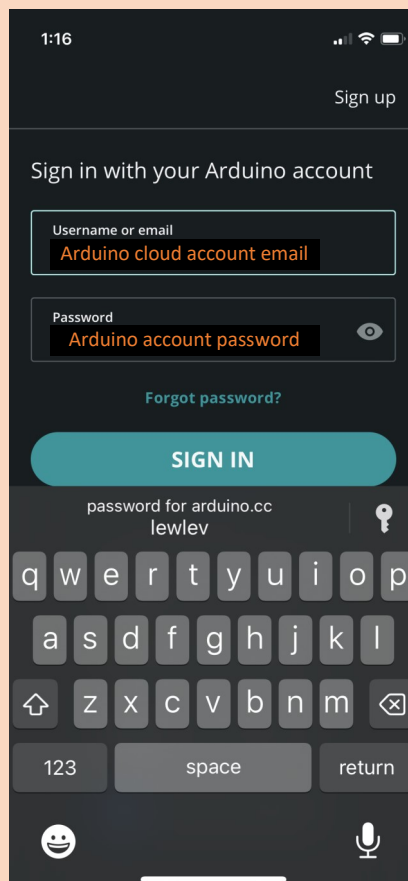 1:16
Sign up
Sign in with your Arduino account
Username or email
Arduino cloud account email
Password
Arduino account password
Forgot password?
SIGN IN
password for arduino.cc
lewlev
q w e r t y u i o p
a s d f g h j k l
z x c v b n m
123 space return